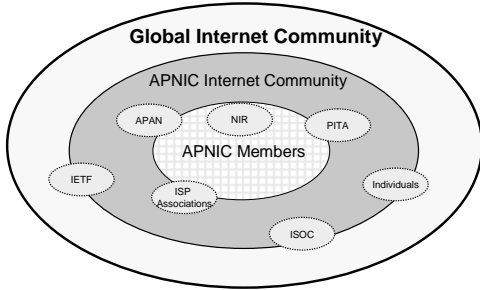 Global Internet Community
APNIC Internet Community
APAN
NIR
PITA
APNIC Members
IETF
ISP
Associations
Individuals
ISOC